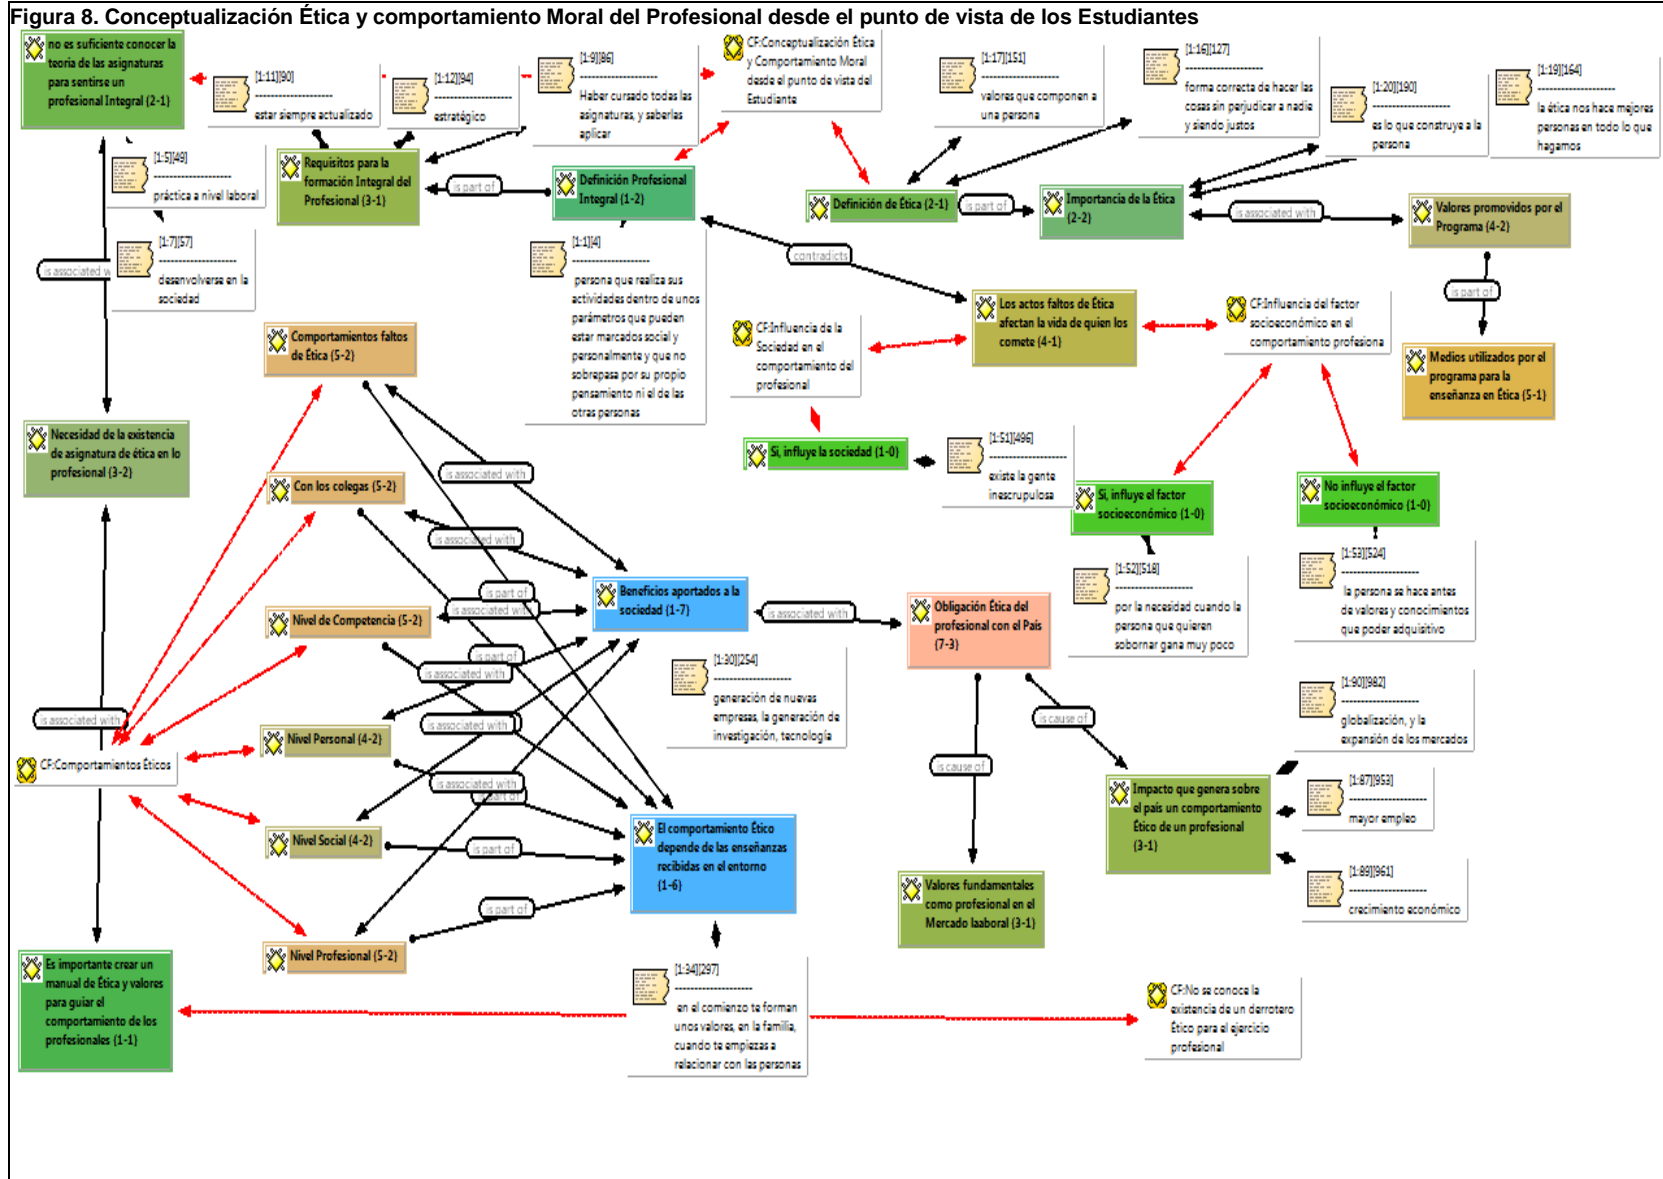 Figura 8. Conceptualización Ética y comportamiento Moral del Profesional desde el punto de vista de los Estudiantes
no es suficiente conocer la
teoria de las asignaturas
para sentirse un
profesional Integral {2-1}
[1:11][90]
--------------------
estar siempre actualizado
[1:12][94]
--------------------
estratégico
[1:9][86]
--------------------
Haber cursado todas las
asignaturas, y saberlas
aplicar
CF:Conceptualización Ética
y Comportamiento Moral
desde el punto de vista del
Estudiante
[1:17][151]
--------------------
valores que componen a
una persona
[1:16][127]
--------------------
forma correcta de hacer las
cosas sin perjudicar a nadie
y siendo justos
[1:20][190]
--------------------
es lo que construye a la
persona
[1:19][164]
--------------------
la ética nos hace mejores
personas en todo lo que
hagamos
[1:5][49]
--------------------
práctica a nivel laboral
Requisitos para la
formación Integral del
Profesional {3-1}
is part of
Definición Profesional
Integral {1-2}
Definición de Ética {2-1}
is part of
Importancia de la Ética
{2-2}
is associated with
Valores promovidos por el
Programa {4-2}
[1:7][57]
--------------------
desenvolverse en la
sociedad
is associated w
[1:1][4]
--------------------
persona que realiza sus
actividades dentro de unos
parámetros que pueden
estar marcados social y
personalmente y que no
sobrepasa por su propio
pensamiento ni el de las
otras personas
contradicts
is part of
Comportamientos faltos
de Ética {5-2}
CF:Influencia de la
Sociedad en el
comportamiento del
profesional
Los actos faltos de Ética
afectan la vida de quien los
comete {4-1}
CF:Influencia del factor
socioeconómico en el
comportamiento profesiona
Medios utilizados por el
programa para la
enseñanza en Ética {5-1}
Necesidad de la existencia
de asignatura de ética en lo
profesional {3-2}
is associated with
Si, influye la sociedad {1-0}
[1:51][496]
--------------------
existe la gente
inescrupulosa
Con los colegas {5-2}
Si, influye el factor
socioeconómico {1-0}
No influye el factor
socioeconómico {1-0}
is associated with
[1:52][518]
--------------------
por la necesidad cuando la
persona que quieren
sobornar gana muy poco
[1:53][524]
--------------------
la persona se hace antes
de valores y conocimientos
que poder adquisitivo
is part of
Beneficios aportados a la
sociedad {1-7}
is associated with
Nivel de Competencia {5-2}
is associated with
Obligación Ética del
profesional con el País
{7-3}
is part of
is associated with
[1:30][254]
--------------------
generación de nuevas
empresas, la generación de
investigación, tecnología
[1:90][982]
--------------------
globalización, y la
expansión de los mercados
is associated with
is associated with
is cause of
Nivel Personal {4-2}
CF:Comportamientos Éticos
is cause of
is associated with
is part of
Impacto que genera sobre
el país un comportamiento
Ético de un profesional
{3-1}
[1:87][953]
--------------------
mayor empleo
Nivel Social {4-2}
is part of
El comportamiento Ético
depende de las enseñanzas
recibidas en el entorno
{1-6}
[1:89][961]
--------------------
crecimiento económico
Valores fundamentales
como profesional en el
Mercado laaboral {3-1}
is part of
Nivel Profesional {5-2}
Es importante crear un
manual de Ética y valores
para guiar el
comportamiento de los
profesionales {1-1}
[1:34][297]
--------------------
en el comienzo te forman
unos valores, en la familia,
cuando te empiezas a
relacionar con las personas
CF:No se conoce la
existencia de un derrotero
Ético para el ejercicio
profesional